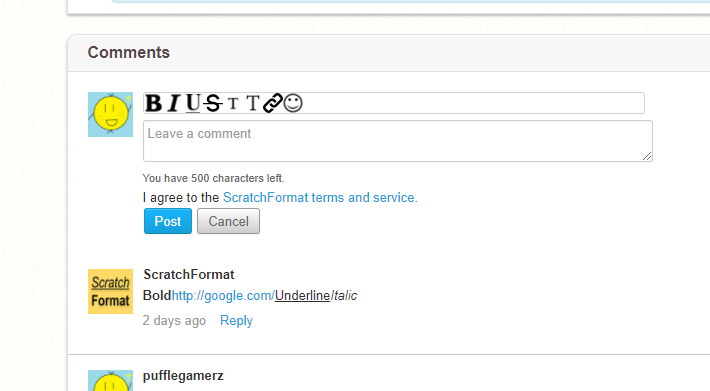 Comments
B I U S T T
Leave a comment
You have 500 characters left.
I agree to the ScratchFormat terms and service.
Post Cancel
Scratch
Format
ScratchFormat
Boldhttp://google.com/UnderlineItalic
2 days ago Reply
pufflegamerz